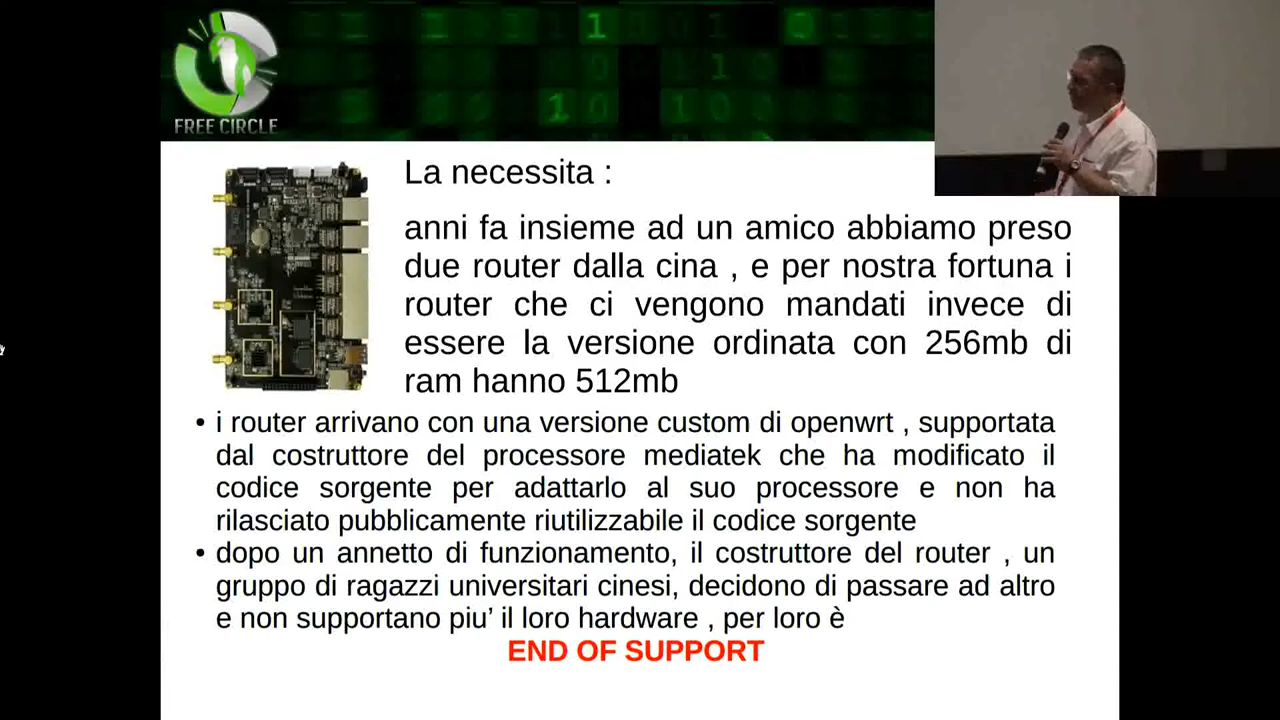 FREE CIRCLE
La necessita :
anni fa insieme ad un amico abbiamo preso
due router dalla cina , e per nostra fortuna i
router che ci vengono mandati invece di
essere la versione ordinata con 256mb di
ram hanno 512mb
• i router arrivano con una versione custom di openwrt , supportata
dal costruttore del processore mediatek che ha modificato il
codice sorgente per adattarlo al suo processore e non ha
rilasciato pubblicamente riutilizzabile il codice sorgente
• dopo un annetto di funzionamento, il costruttore del router , un
gruppo di ragazzi universitari cinesi, decidono di passare ad altro
e non supportano piu' il loro hardware , per loro è
END OF SUPPORT